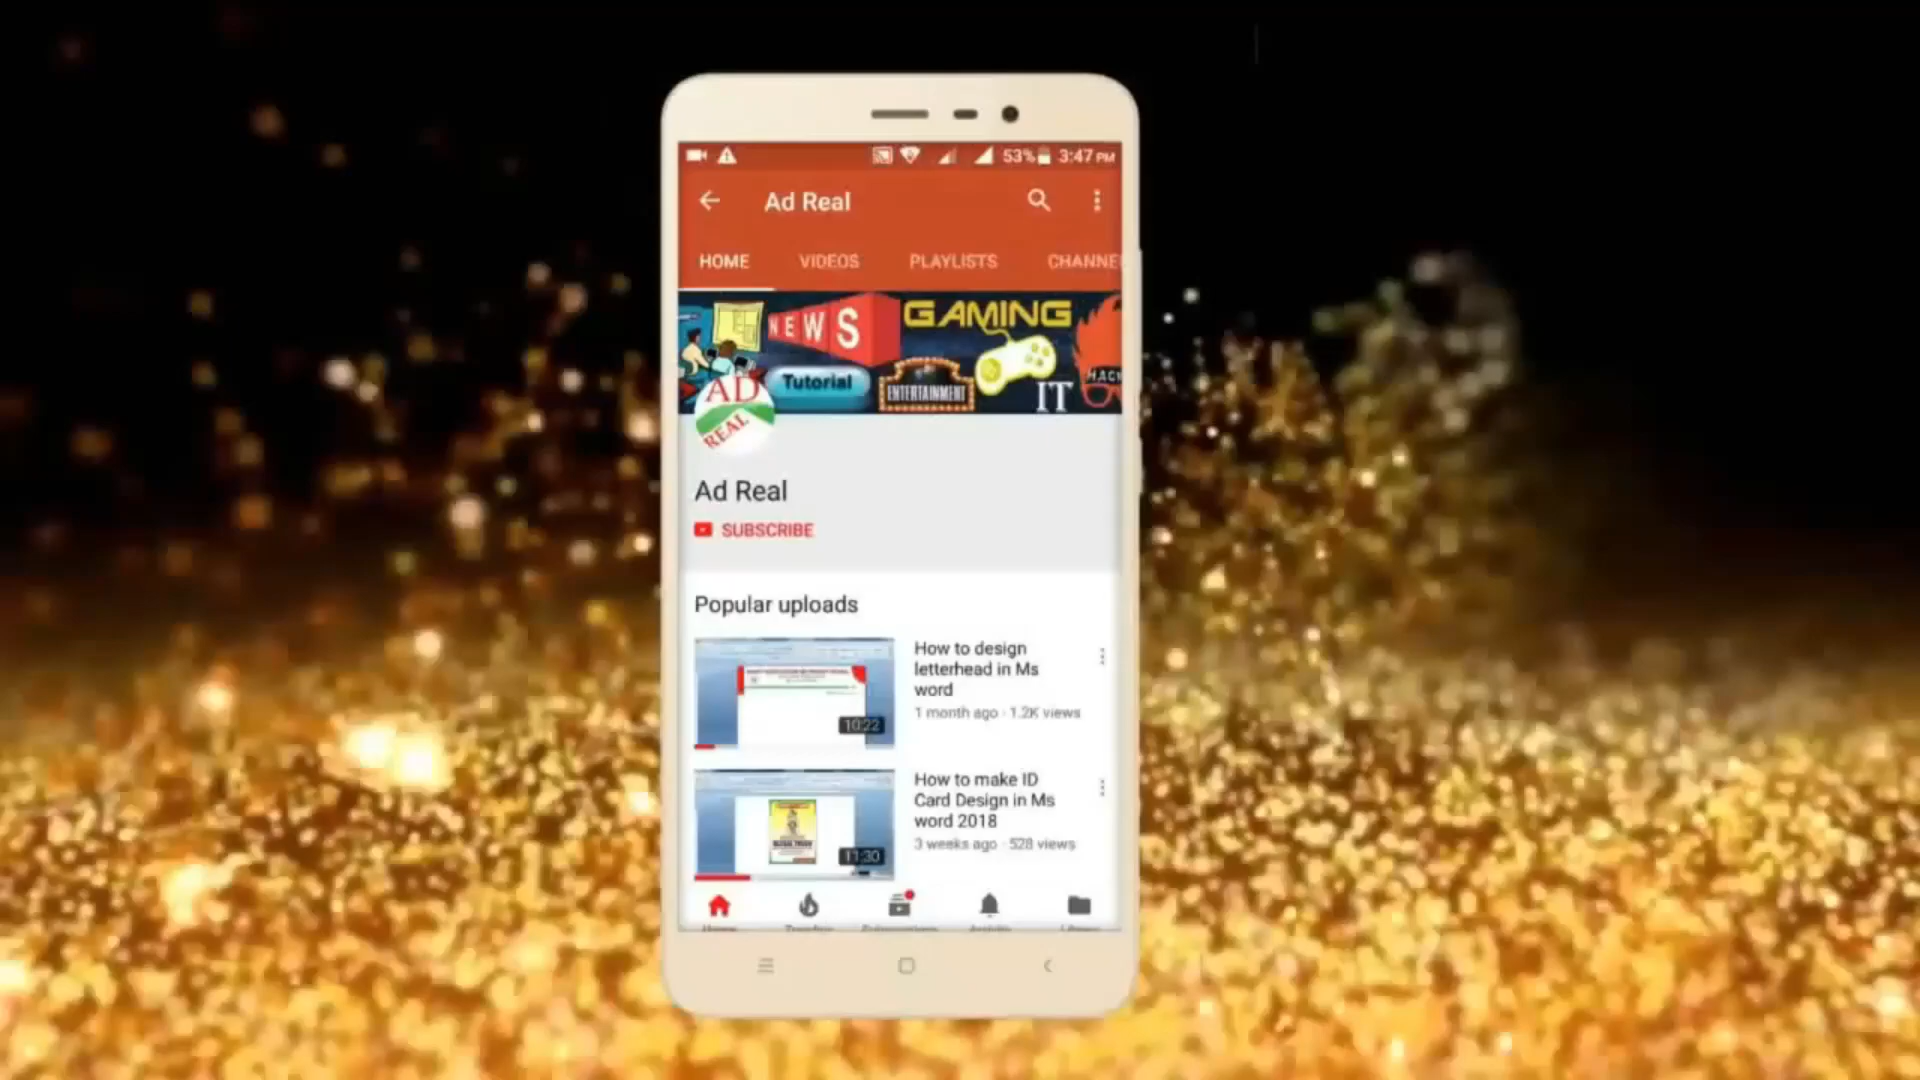 53% 3:47 PM
Ad Real
HOME VIDEOS PLAYLISTS CHANNE
NEWS GAMING
Tutorial ENTERTAINMENT IT HACK
AD
REAL
Ad Real
SUBSCRIBE
Popular uploads
How to design
letterhead in Ms
word
1 month ago · 1.2K views
10:22
How to make ID
Card Design in Ms
word 2018
3 weeks ago · 528 views
11:30